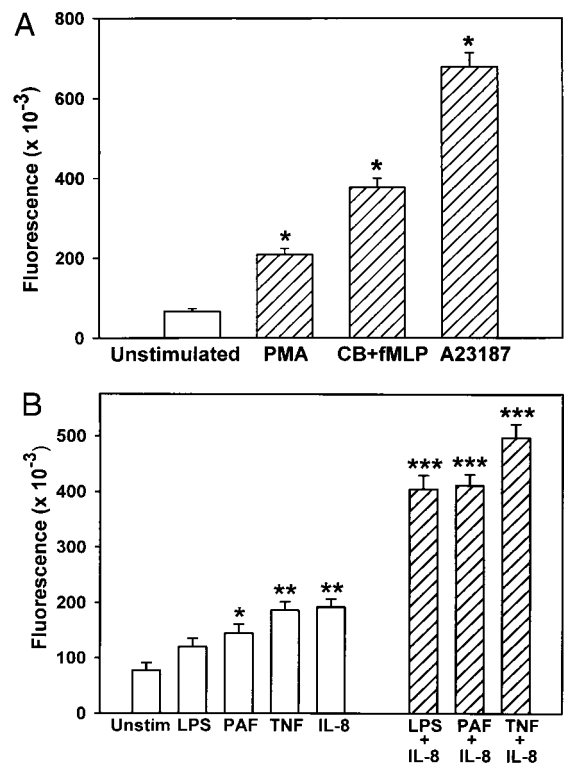 A
Fluorescence (x 10⁻³)
800
600
400
200
0
*
*
*
Unstimulated PMA CB+fMLP A23187
B
Fluorescence (x 10⁻³)
500
400
300
200
100
0
*
**
**
***
***
***
Unstim LPS PAF TNF IL-8
LPS PAF TNF
+ + +
IL-8 IL-8 IL-8